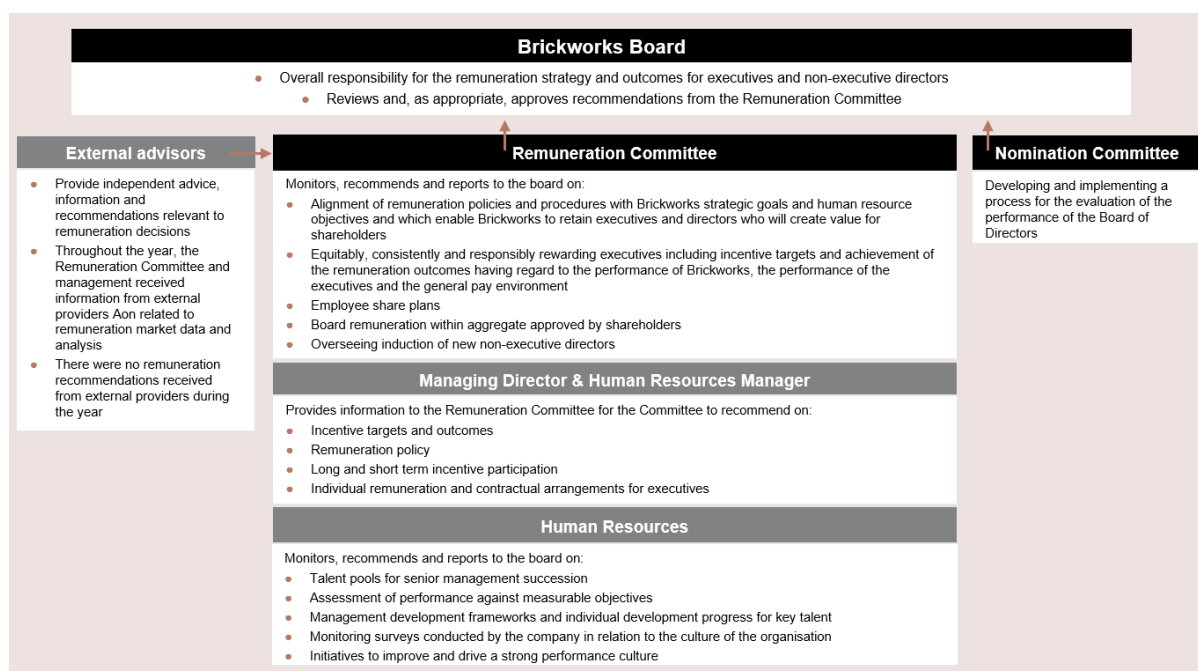 Brickworks Board
● Overall responsibility for the remuneration strategy and outcomes for executives and non-executive directors
● Reviews and, as appropriate, approves recommendations from the Remuneration Committee
External advisors
● Provide independent advice,
information and
recommendations relevant to
remuneration decisions
● Throughout the year, the
Remuneration Committee and
management received
information from external
providers Aon related to
remuneration market data and
analysis
● There were no remuneration
recommendations received
from external providers during
the year
Remuneration Committee
Monitors, recommends and reports to the board on:
● Alignment of remuneration policies and procedures with Brickworks strategic goals and human resource
objectives and which enable Brickworks to retain executives and directors who will create value for
shareholders
● Equitably, consistently and responsibly rewarding executives including incentive targets and achievement of
the remuneration outcomes having regard to the performance of Brickworks, the performance of the
executives and the general pay environment
● Employee share plans
● Board remuneration within aggregate approved by shareholders
● Overseeing induction of new non-executive directors
Managing Director & Human Resources Manager
Provides information to the Remuneration Committee for the Committee to recommend on:
● Incentive targets and outcomes
● Remuneration policy
● Long and short term incentive participation
● Individual remuneration and contractual arrangements for executives
Human Resources
Monitors, recommends and reports to the board on:
● Talent pools for senior management succession
● Assessment of performance against measurable objectives
● Management development frameworks and individual development progress for key talent
● Monitoring surveys conducted by the company in relation to the culture of the organisation
● Initiatives to improve and drive a strong performance culture
Nomination Committee
Developing and implementing a
process for the evaluation of the
performance of the Board of
Directors